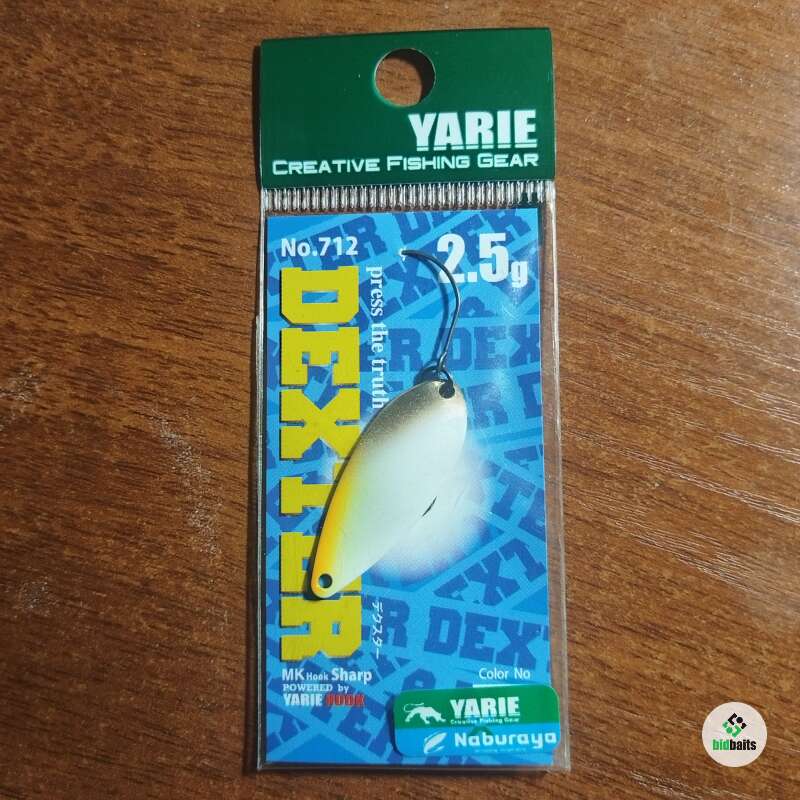 YARIE
CREATIVE FISHING GEAR
No.712
2.5g
DEXTER
press the truth
デクスター
MK Hook Sharp
POWERED by
YARIE HOOK
Color No
YARIE
Creative Fishing Gear
Naburaya
bidbaits